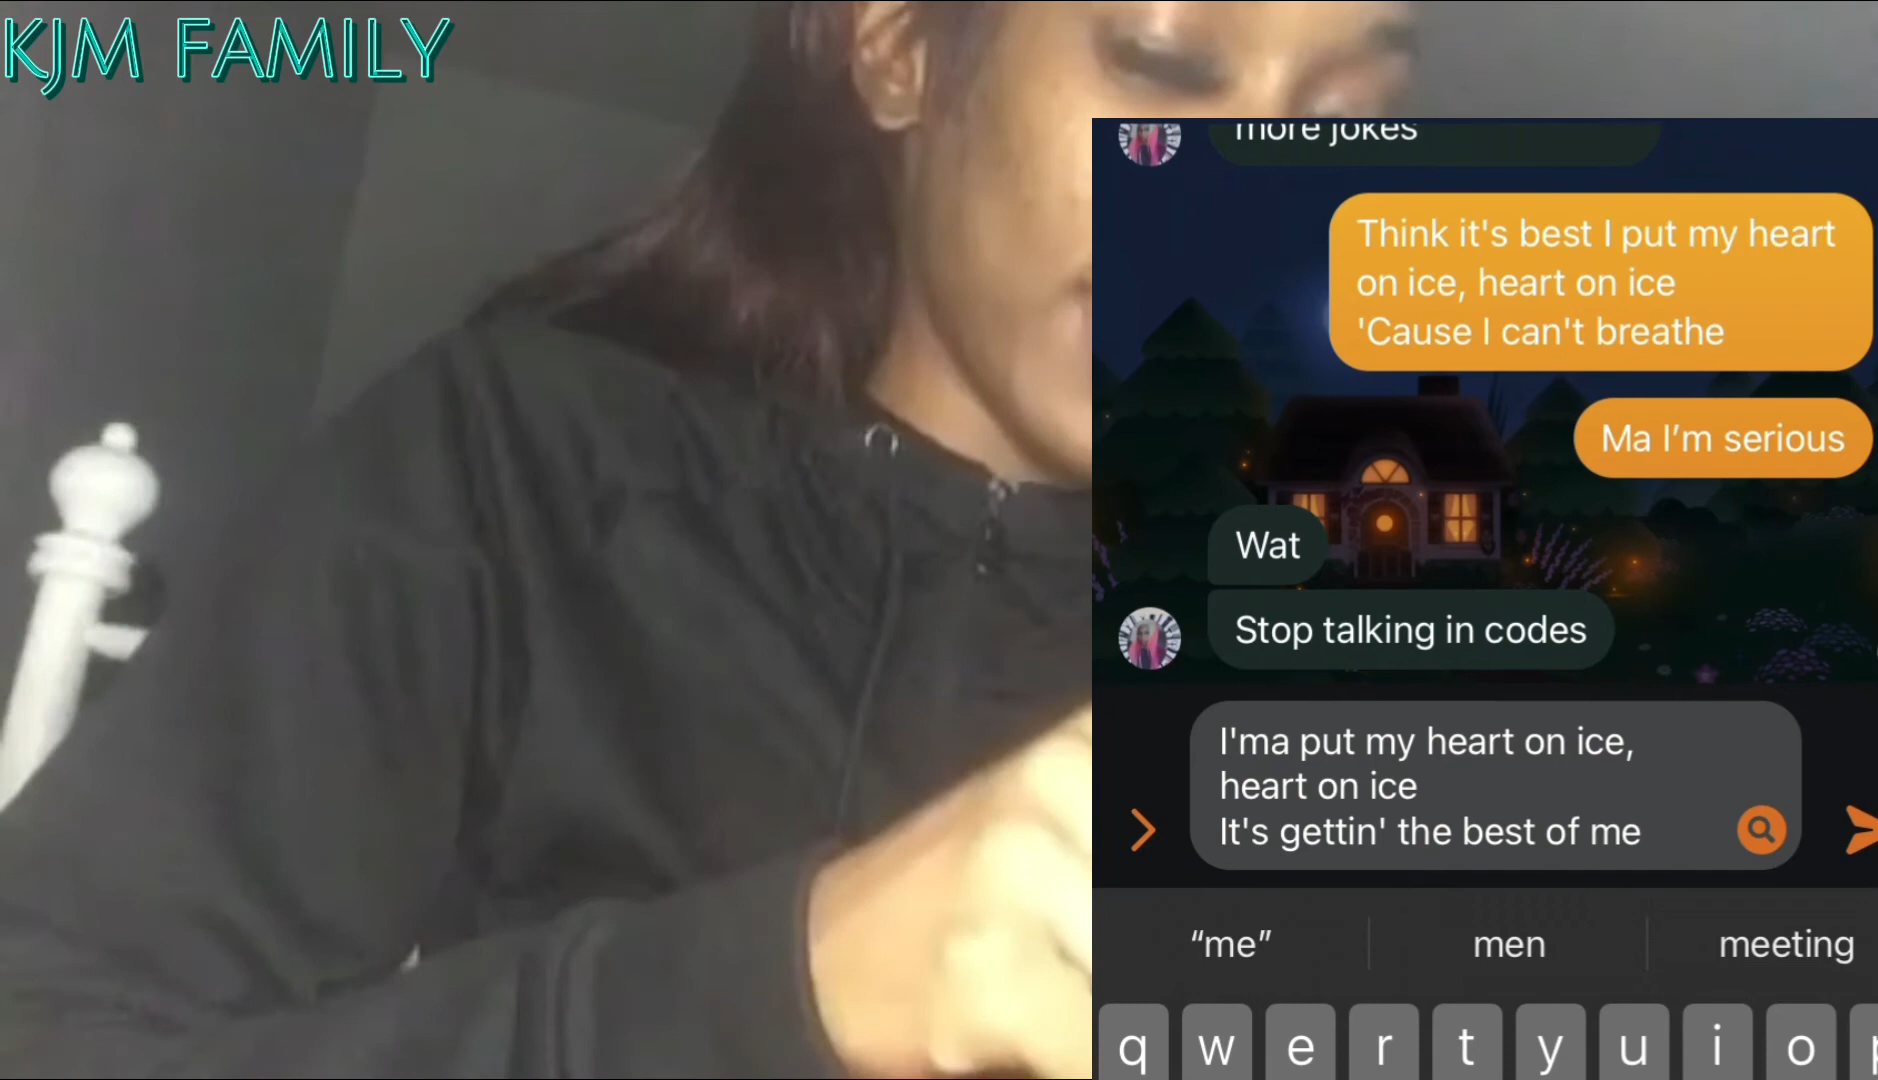 KJM FAMILY
more jokes
Think it's best I put my heart
on ice, heart on ice
'Cause I can't breathe
Ma I'm serious
Wat
Stop talking in codes
I'ma put my heart on ice,
heart on ice
It's gettin' the best of me
“me” men meeting
q w e r t y u i o p